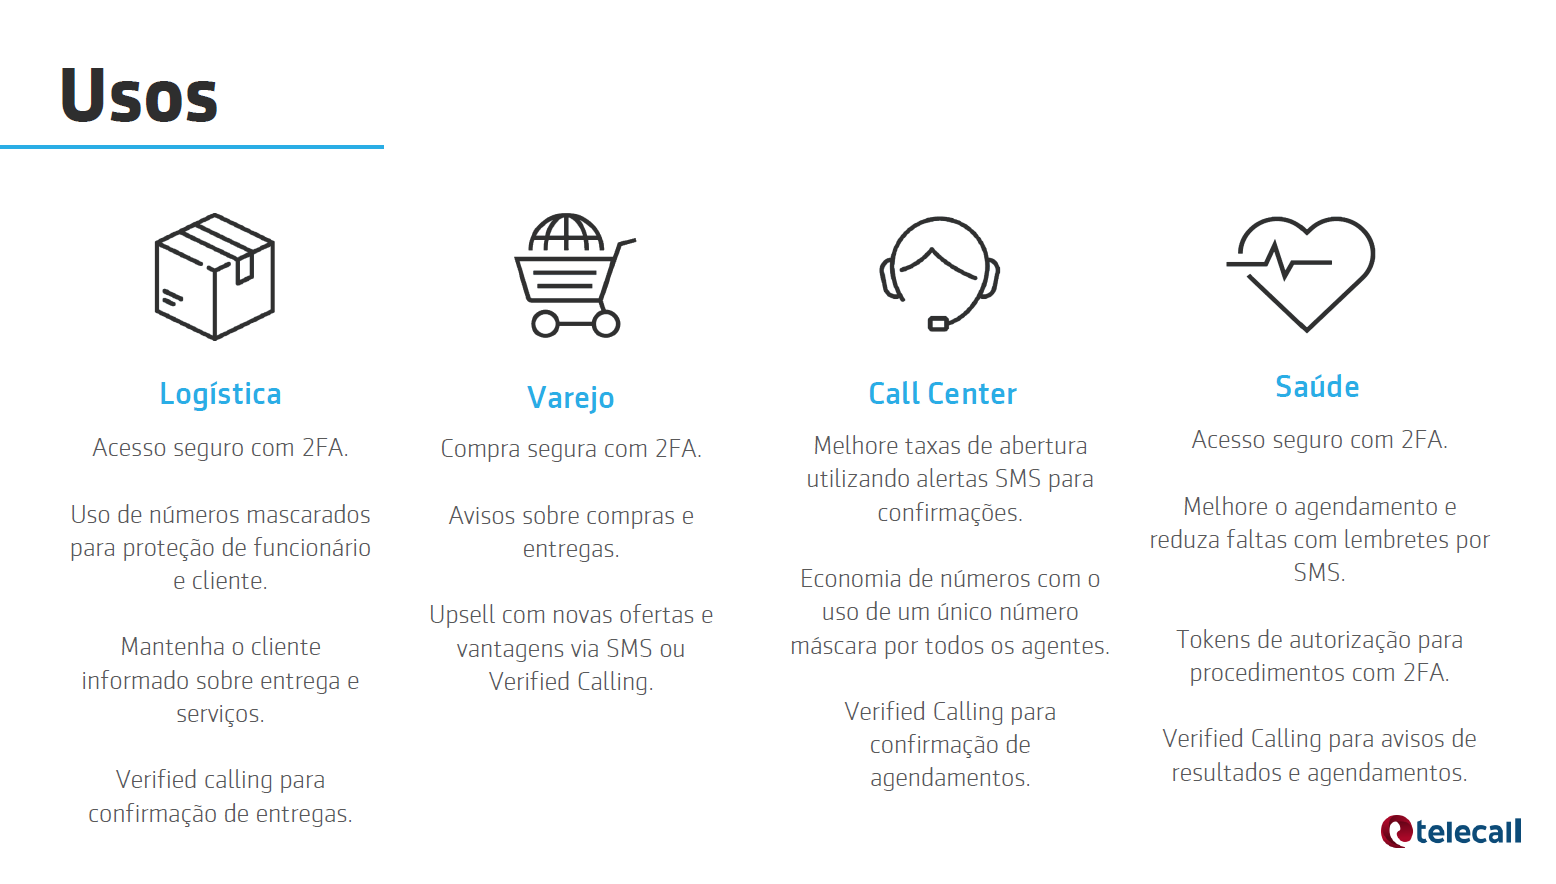 Usos
Logística
Acesso seguro com 2FA.
Uso de números mascarados
para proteção de funcionário
e cliente.
Mantenha o cliente
informado sobre entrega e
serviços.
Verified calling para
confirmação de entregas.
Varejo
Compra segura com 2FA.
Avisos sobre compras e
entregas.
Upsell com novas ofertas e
vantagens via SMS ou
Verified Calling.
Call Center
Melhore taxas de abertura
utilizando alertas SMS para
confirmações.
Economia de números com o
uso de um único número
máscara por todos os agentes.
Verified Calling para
confirmação de
agendamentos.
Saúde
Acesso seguro com 2FA.
Melhore o agendamento e
reduza faltas com lembretes por
SMS.
Tokens de autorização para
procedimentos com 2FA.
Verified Calling para avisos de
resultados e agendamentos.
telecall